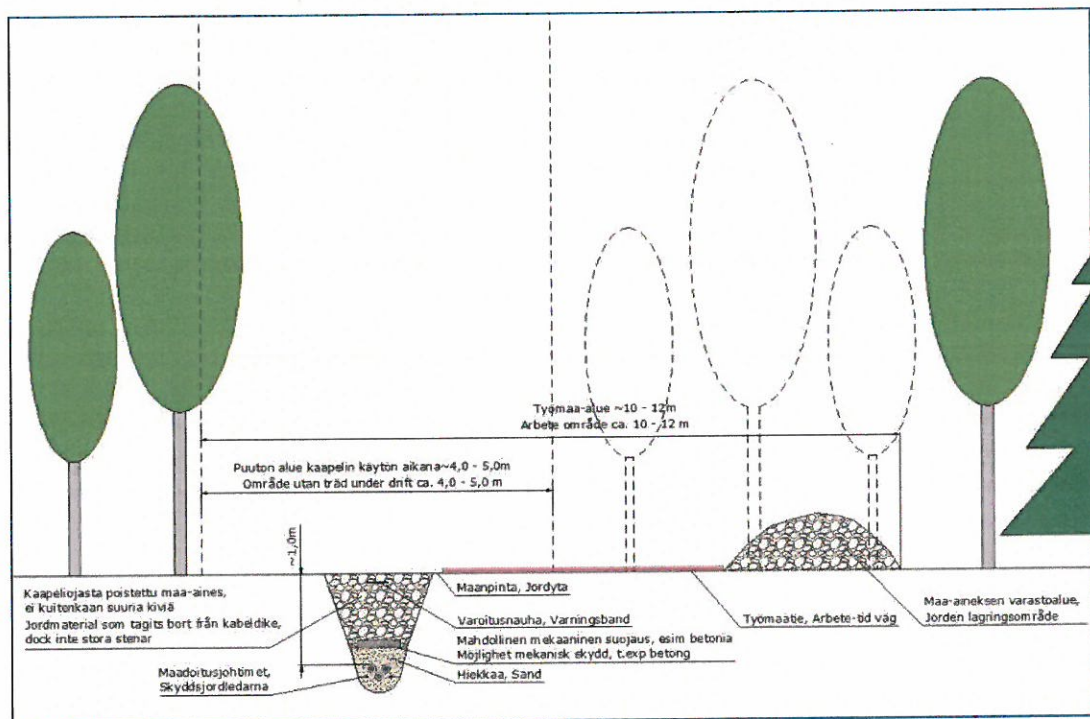 Työmaa-alue ~10 - 12m
Arbete område ca. 10 - 12 m
Puuton alue kaapelin käytön aikana~4,0 - 5,0m
Område utan träd under drift ca. 4,0 - 5,0 m
~1,0m
Kaapeliojasta poistettu maa-aines,
ei kuitenkaan suuria kiviä
Jordmaterial som tagits bort från kabeldike,
dock inte stora stenar
Maadoitusjohtimet,
Skyddsjordledarna
Maanpinta, Jordyta
Varoitusnauha, Varningsband
Mahdollinen mekaaninen suojaus, esim betonia
Möjlighet mekanisk skydd, t.exp betong
Hiekkaa, Sand
Työmaatie, Arbete-tid väg
Maa-aineksen varastoalue,
Jorden lagringsområde